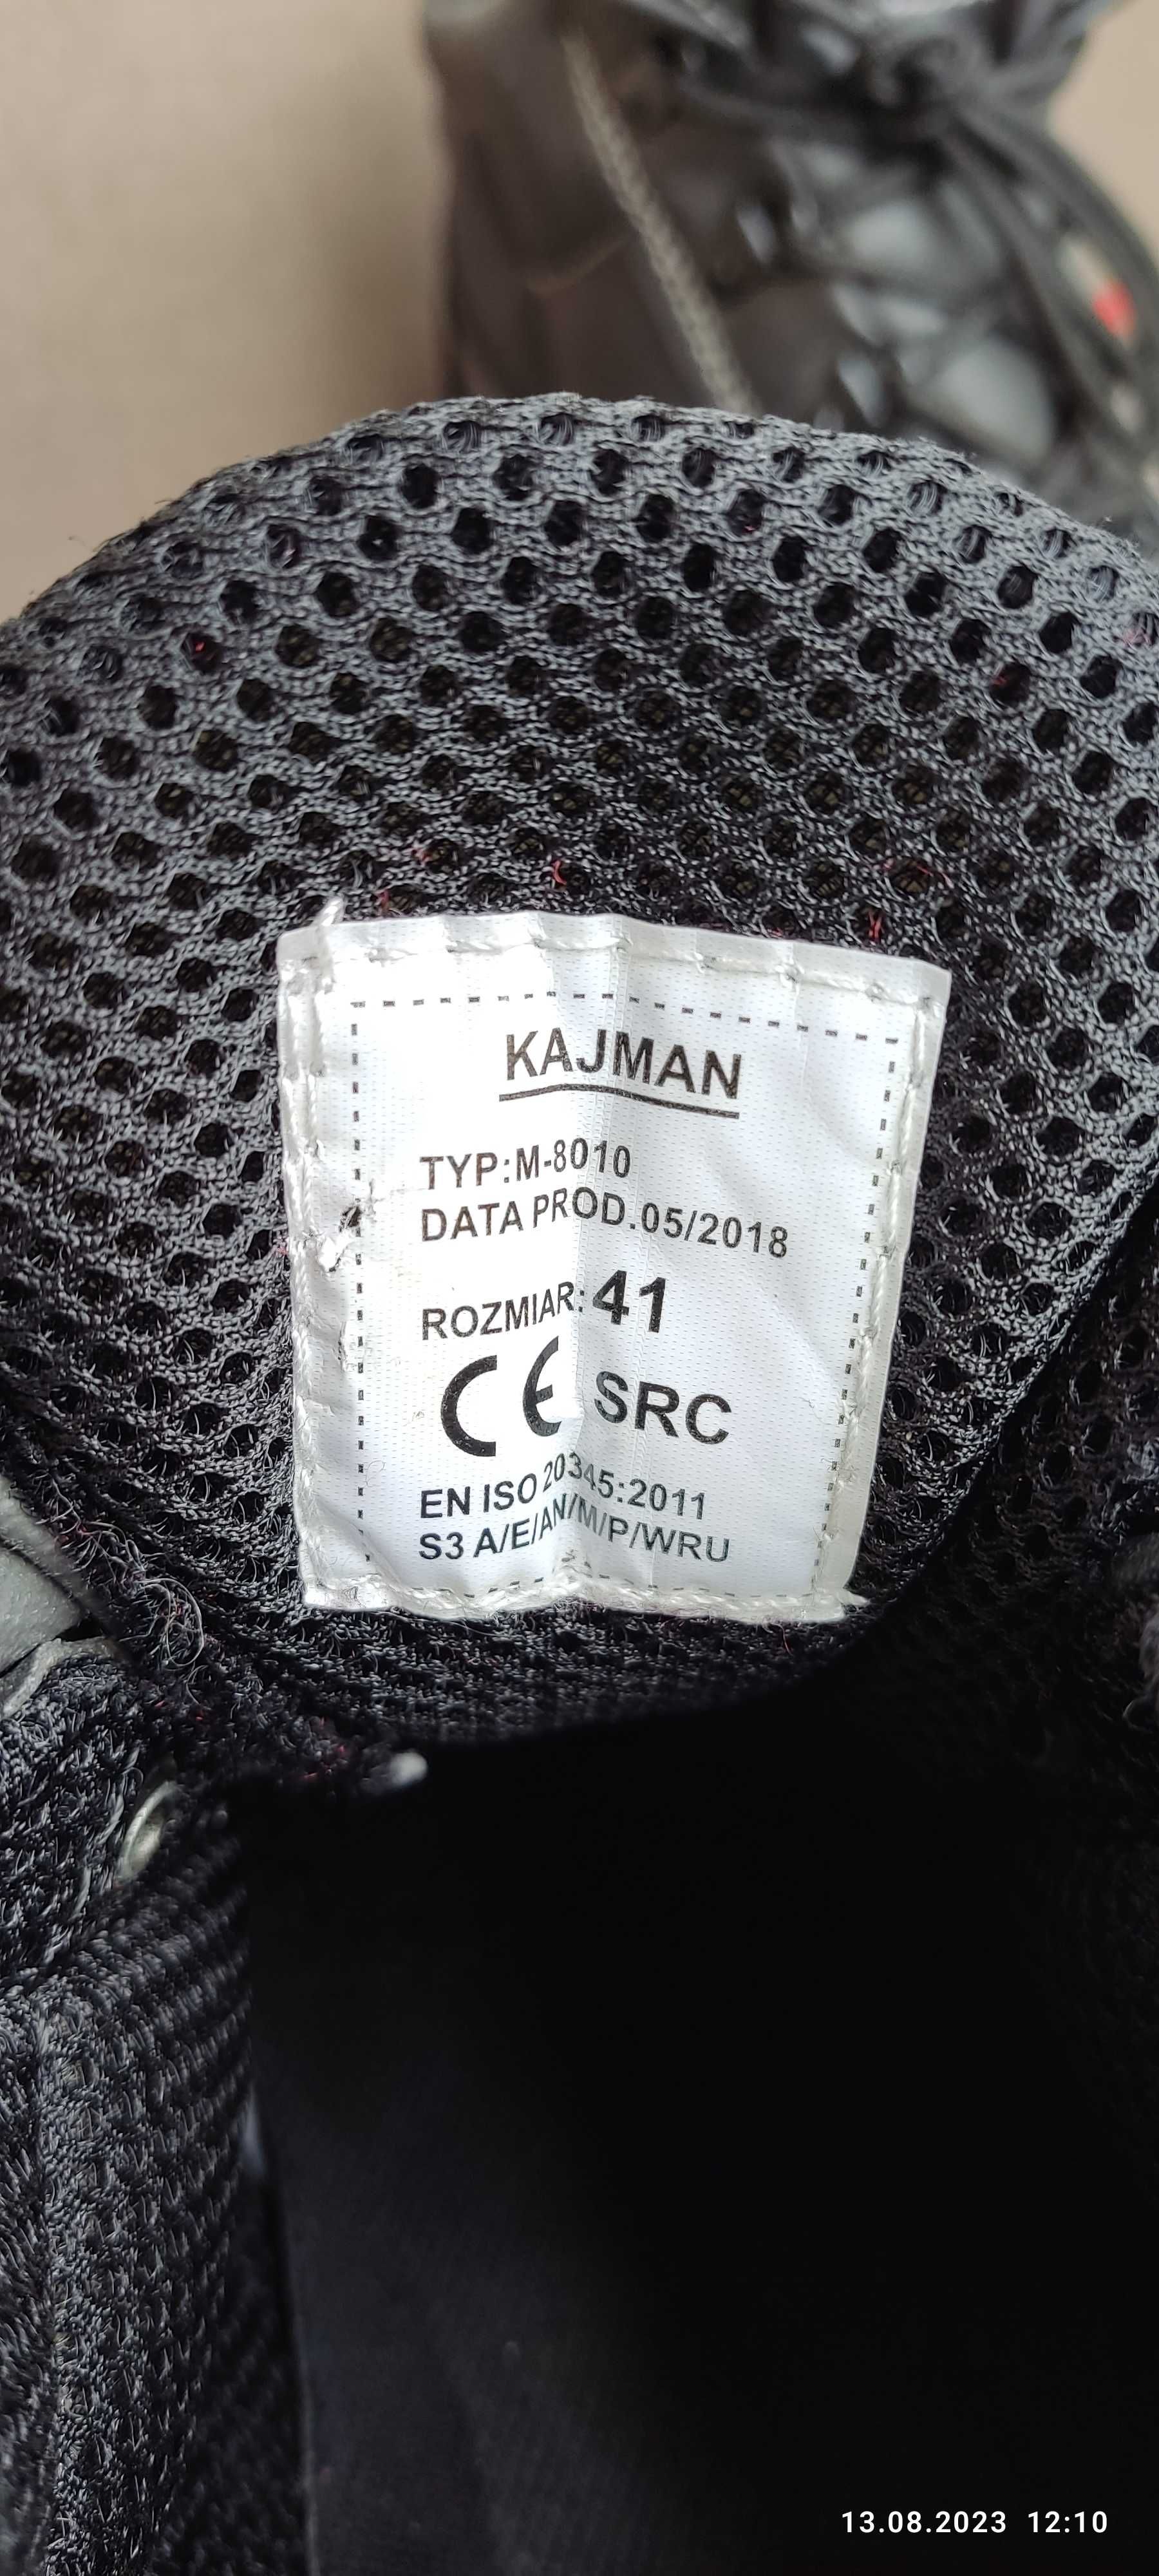 KAJMAN
TYP:M-8010
DATA PROD.05/2018
ROZMIAR:41
CE SRC
EN ISO 20345:2011
S3 A/E/AN/M/P/WRU
13.08.2023 12:10